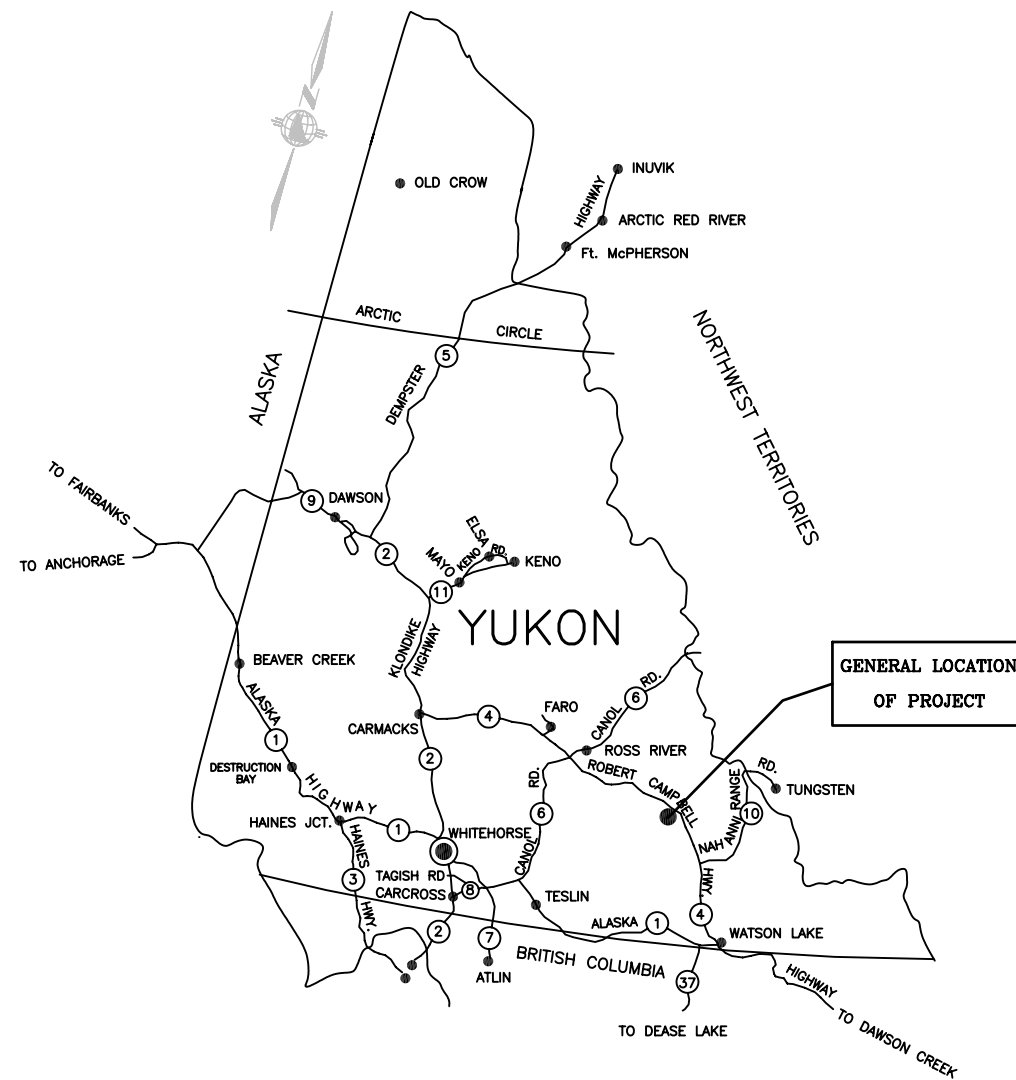 N
OLD CROW
INUVIK
HIGHWAY
ARCTIC RED RIVER
Ft. McPHERSON
ARCTIC CIRCLE
5
DEMPSTER
ALASKA
NORTHWEST TERRITORIES
TO FAIRBANKS
TO ANCHORAGE
9
DAWSON
2
ELSA
MAYO
KENO RD.
KENO
11
KLONDIKE
HIGHWAY
YUKON
BEAVER CREEK
GENERAL LOCATION
OF PROJECT
ALASKA
1
HIGHWAY
CARMACKS
4
FARO
CANOL
6
RD.
ROSS RIVER
2
DESTRUCTION
BAY
ROBERT
CAMPBELL
HWY.
TUNGSTEN
RD.
NAHANNI RANGE
10
HAINES JCT.
1
WHITEHORSE
RD.
6
CANOL
HAINES
3
HWY.
TAGISH RD
CARCROSS
8
TESLIN
4
ALASKA
1
WATSON LAKE
2
7
ATLIN
BRITISH COLUMBIA
37
HIGHWAY
TO DEASE LAKE
TO DAWSON CREEK